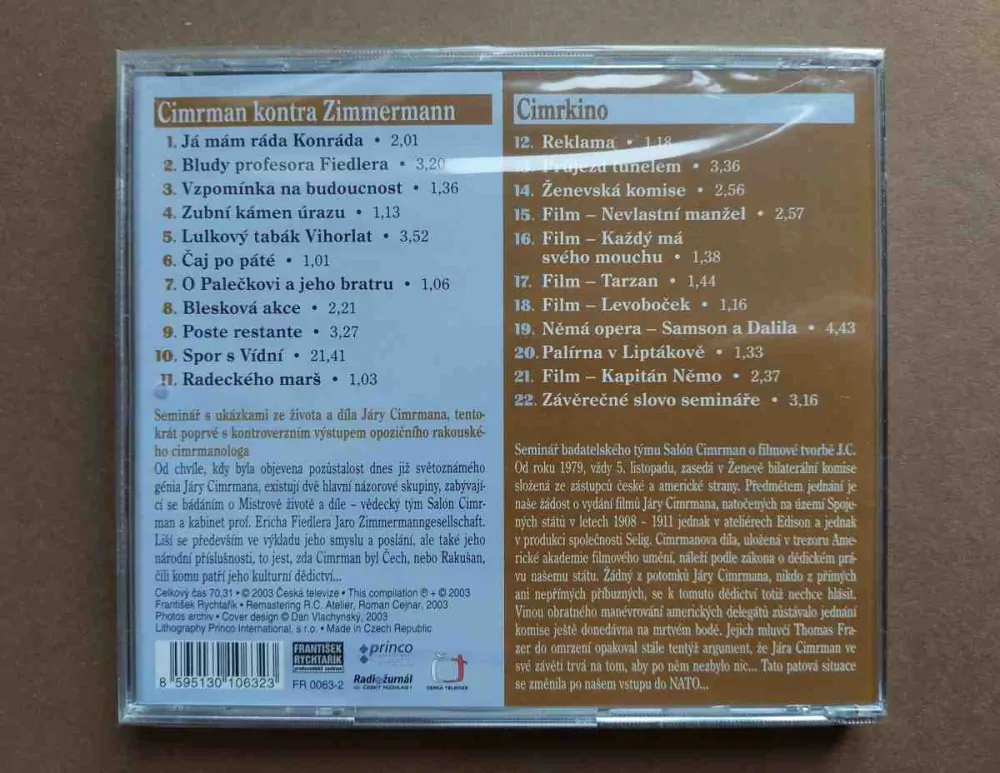 Cimrman kontra Zimmermann
1. Já mám ráda Konráda • 2,01
2. Bludy profesora Fiedlera • 3,20
3. Vzpomínka na budoucnost • 1,36
4. Zubní kámen úrazu • 1,13
5. Lulkový tabák Vihorlat • 3,52
6. Čaj po páté • 1,01
7. O Palečkovi a jeho bratru • 1,06
8. Blesková akce • 2,21
9. Poste restante • 3,27
10. Spor s Vídní • 21,41
11. Radeckého marš • 1,03
Seminář s ukázkami ze života a díla Járy Cimrmana, tento-
krát poprvé s kontroverzním výstupem opozičního rakouské-
ho cimrmanologa
Od chvíle, kdy byla objevena pozůstalost dnes již světoznámého
génia Járy Cimrmana, existují dvě hlavní názorové skupiny, zabýva­jí-
cí se bádáním o Mistrově životě a díle - vědecký tým Salón Cimr-
man a kabinet prof. Ericha Fiedlera Jaro Zimmermanngesellschaft.
Liší se především ve výkladu jeho smyslu a poslání, ale také jeho
národní příslušností, to jest, zda Cimrman byl Čech, nebo Rakušan,
čili komu patří jeho kulturní dědictví...
Celkový čas 70,31 • © 2003 Česká televize • This compilation ℗ + © 2003
František Rychtařík • Remastering R.C. Atelier, Roman Cejnar, 2003
Photos archiv • Cover design © Dan Vlachynský, 2003
Lithography Princo International, s r.o. • Made in Czech Republic
8 595130 106323
FRANTIŠEK
RYCHTAŘÍK
FR 0063-2
princo
Radiožurnál
ČESKÝ ROZHLAS 1
ČESKÁ TELEVIZE
Cimrkino
12. Reklama • 1,18
13. Průjezd tunelem • 3,36
14. Ženevská komise • 2,56
15. Film – Nevlastní manžel • 2,57
16. Film – Každý má
svého mouchu • 1,38
17. Film – Tarzan • 1,44
18. Film – Levoboček • 1,16
19. Němá opera – Samson a Dalila • 4,43
20. Palírna v Liptákově • 1,33
21. Film – Kapitán Němo • 2,37
22. Závěrečné slovo semináře • 3,16
Seminář badatelského týmu Salón Cimrman o filmové tvorbě J.C.
Od roku 1979, vždy 5. listopadu, zasedá v Ženevě bilaterální komise
složená ze zástupců české a americké strany. Předmětem jednání je
naše žádost o vydání filmů Járy Cimrmana, natočených na území Spoje-
ných států v letech 1908 - 1911 jednak v ateliérech Edison a jednak
v produkci společnosti Selig. Cimrmanova díla, uložená v trezoru Ame-
rické akademie filmového umění, náleží podle zákona o dědickém prá-
vu našemu státu. Žádný z potomků Járy Cimrmana, nikdo z přímých
ani nepřímých příbuzných, se k tomuto dědictví totiž nechce hlásit.
Vinou obratného manévrování amerických delegátů zůstávalo jednání
komise ještě donedávna na mrtvém bodě. Jejich mluvčí Thomas Fra-
zer do omrzení opakoval stále tentýž argument, že Jára Cimrman ve
své závěti trvá na tom, aby po něm nezbylo nic... Tato patová situace
se změnila po našem vstupu do NATO...